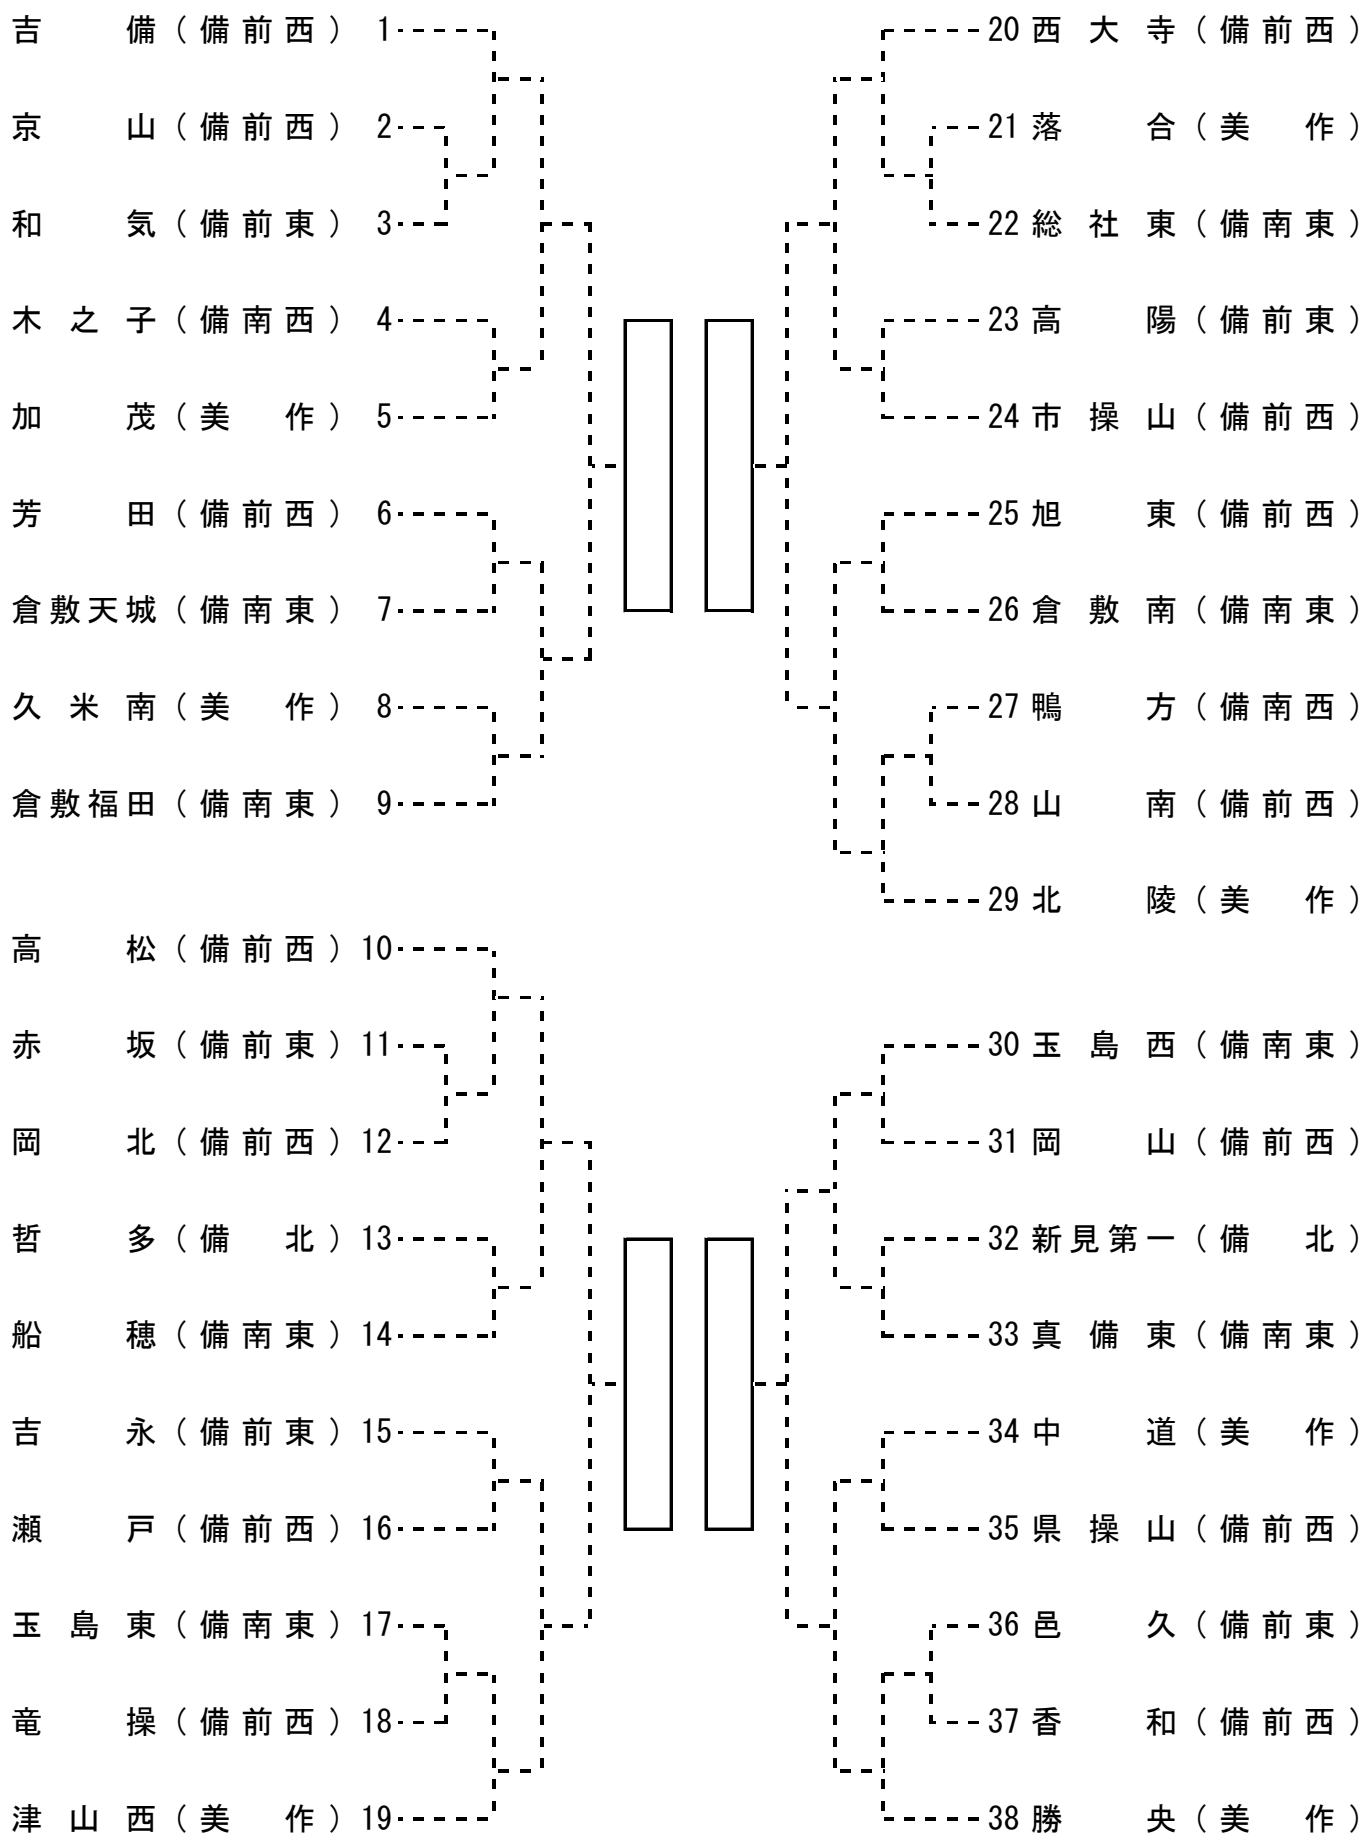 吉備（備前西） 1
京山（備前西） 2
和気（備前東） 3
木之子（備南西） 4
加茂（美作） 5
芳田（備前西） 6
倉敷天城（備南東） 7
久米南（美作） 8
倉敷福田（備南東） 9
高松（備前西） 10
赤坂（備前東） 11
岡北（備前西） 12
哲多（備北） 13
船穂（備南東） 14
吉永（備前東） 15
瀬戸（備前西） 16
玉島東（備南東） 17
竜操（備前西） 18
津山西（美作） 19
20 西大寺（備前西）
21 落合（美作）
22 総社東（備南東）
23 高陽（備前東）
24 市操山（備前西）
25 旭東（備前西）
26 倉敷南（備南東）
27 鴨方（備南西）
28 山南（備前西）
29 北陵（美作）
30 玉島西（備南東）
31 岡山（備前西）
32 新見第一（備北）
33 真備東（備南東）
34 中道（美作）
35 県操山（備前西）
36 邑久（備前東）
37 香和（備前西）
38 勝央（美作）